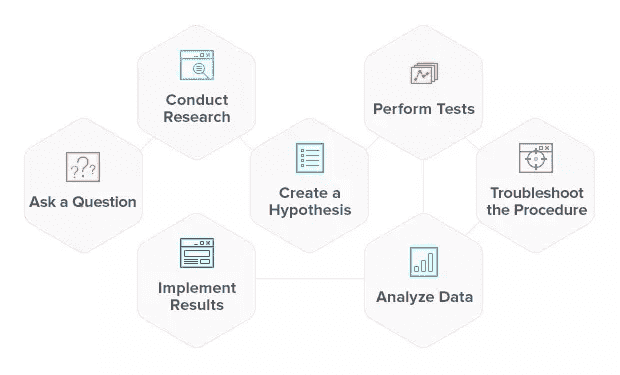 Conduct
Research
Perform Tests
Ask a Question
???
Create a
Hypothesis
Troubleshoot
the Procedure
Implement
Results
Analyze Data